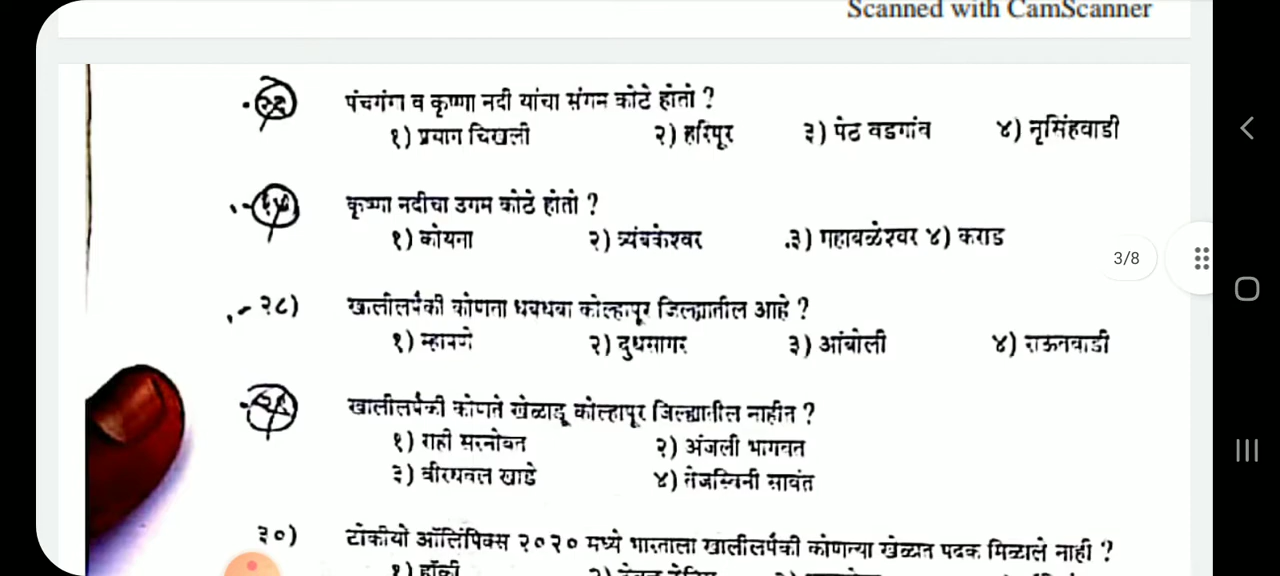 Scanned with CamScanner
पंचगंगा व कृष्णा नदी यांचा संगम कोठे होतो ?
१) प्रयाग चिखली २) हरिपूर ३) पेठ वडगांव ४) नृसिंहवाडी
कृष्णा नदीचा उगम कोठे होतो ?
१) कोयना २) त्र्यंबकेश्वर ३) महाबळेश्वर ४) कराड
3/8
२८) खालीलपैकी कोणता धबधबा कोल्हापूर जिल्ह्यातील आहे ?
१) म्हापणे २) दुधसागर ३) आंबोली ४) राऊतवाडी
खालीलपैकी कोणते खेळाडू कोल्हापूर जिल्ह्यातील नाहीत ?
१) राही सरनोबत २) अंजली भागवत
३) वीरधवल खाडे ४) तेजस्विनी सावंत
३०) टोकीयो ऑलिंपिक्स २०२० मध्ये भारताला खालीलपैकी कोणत्या खेळात पदक मिळाले नाही ?
१) हॉकी